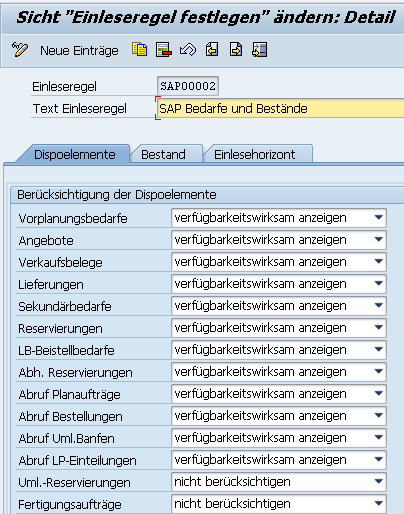 Sicht "Einleseregel festlegen" ändern: Detail
Neue Einträge
Einleseregel SAP00002
Text Einleseregel SAP Bedarfe und Bestände
Dispoelemente Bestand Einlesehorizont
Berücksichtigung der Dispoelemente
Vorplanungsbedarfe verfügbarkeitswirksam anzeigen
Angebote verfügbarkeitswirksam anzeigen
Verkaufsbelege verfügbarkeitswirksam anzeigen
Lieferungen verfügbarkeitswirksam anzeigen
Sekundärbedarfe verfügbarkeitswirksam anzeigen
Reservierungen verfügbarkeitswirksam anzeigen
LB-Beistellbedarfe verfügbarkeitswirksam anzeigen
Abh. Reservierungen verfügbarkeitswirksam anzeigen
Abruf Planaufträge verfügbarkeitswirksam anzeigen
Abruf Bestellungen verfügbarkeitswirksam anzeigen
Abruf Uml.Banfen verfügbarkeitswirksam anzeigen
Abruf LP-Einteilungen verfügbarkeitswirksam anzeigen
Uml.-Reservierungen nicht berücksichtigen
Fertigungsaufträge nicht berücksichtigen